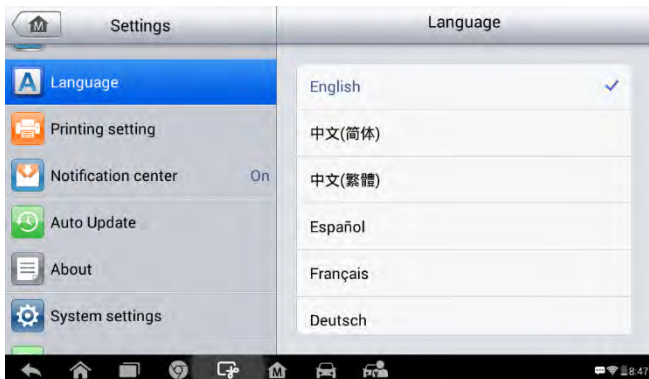 Settings
Language
Language
Printing setting
Notification center On
Auto Update
About
System settings
English
中文(简体)
中文(繁體)
Español
Français
Deutsch
8:47